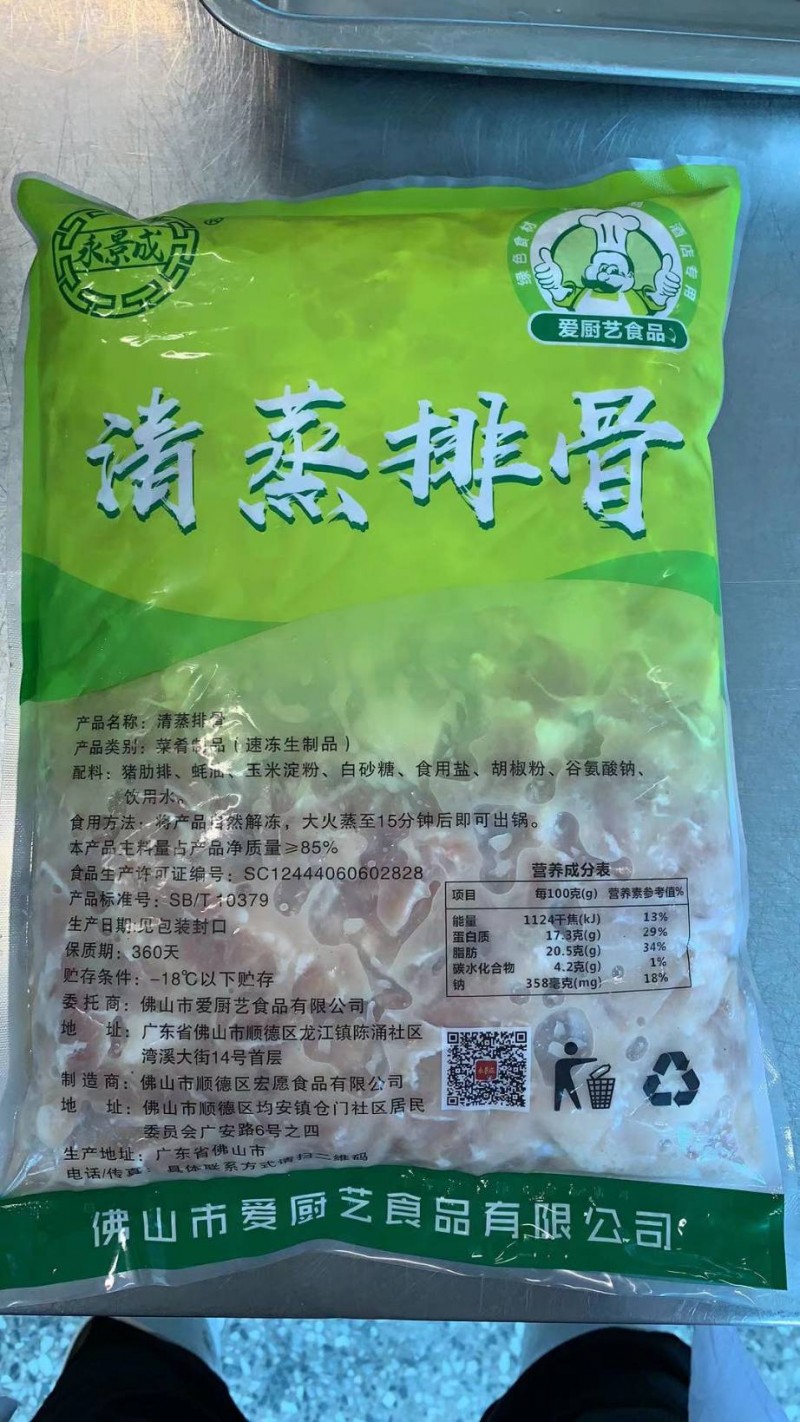 永景成
®
绿色食材 酒店专用
爱厨艺食品
清蒸排骨
产品名称：清蒸排骨
产品类别：菜肴制品（速冻生制品）
配料：猪肋排、蚝油、玉米淀粉、白砂糖、食用盐、胡椒粉、谷氨酸钠、
饮用水。
食用方法：将产品自然解冻，大火蒸至15分钟后即可出锅。
本产品主料量占产品净质量≥85%
食品生产许可证编号：SC12444060602828
产品标准号：SB/T 10379
生产日期:见包装封口
保质期：360天
贮存条件：-18℃以下贮存
委托商：佛山市爱厨艺食品有限公司
地 址：广东省佛山市顺德区龙江镇陈涌社区
湾溪大街14号首层
制造商：佛山市顺德区宏愿食品有限公司
地 址：佛山市顺德区均安镇仓门社区居民
委员会广安路6号之四
生产地址：广东省佛山市
电话/传真：具体联系方式请扫二维码
营养成分表
项目 每100克(g) 营养素参考值%
能量 1124千焦(kJ) 13%
蛋白质 17.3克(g) 29%
脂肪 20.5克(g) 34%
碳水化合物 4.2克(g) 1%
钠 358毫克(mg) 18%
佛山市爱厨艺食品有限公司